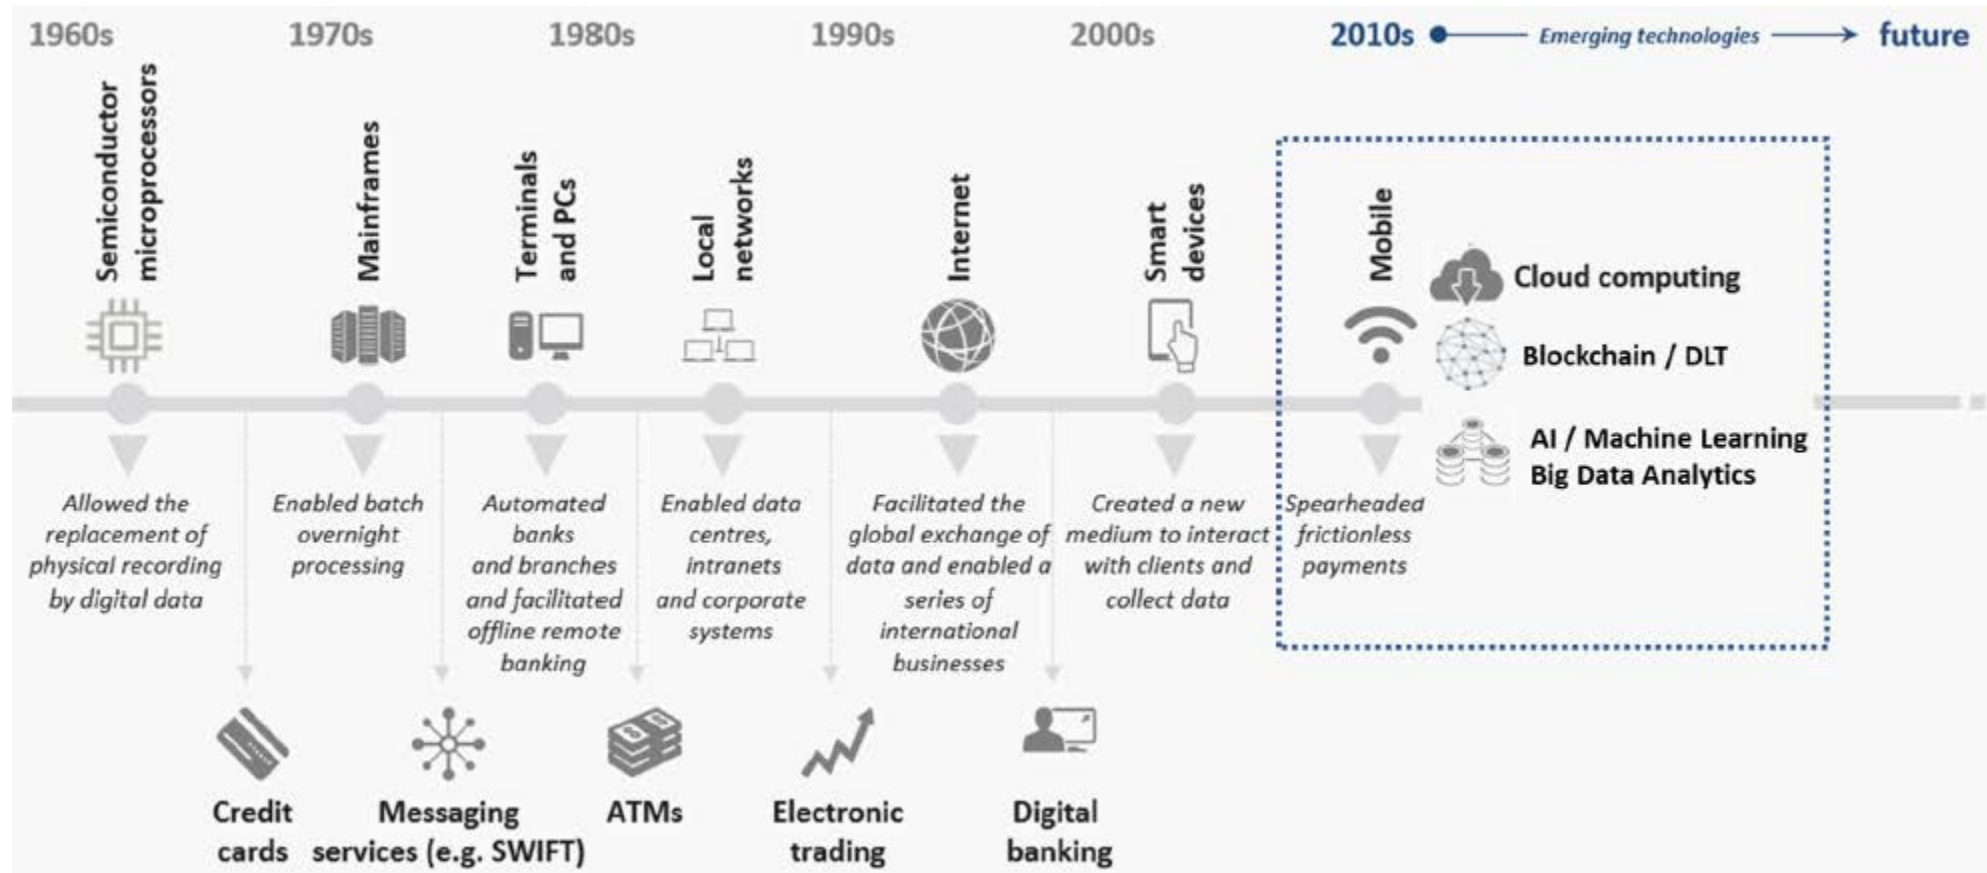 1960s
1970s
1980s
1990s
2000s
2010s
Emerging technologies
future
Semiconductor
microprocessors
Mainframes
Terminals
and PCs
Local
networks
Internet
Smart
devices
Mobile
Cloud computing
Blockchain / DLT
AI / Machine Learning
Big Data Analytics
Allowed the
replacement of
physical recording
by digital data
Enabled batch
overnight
processing
Automated
banks
and branches
and facilitated
offline remote
banking
Enabled data
centres,
intranets
and corporate
systems
Facilitated the
global exchange of
data and enabled a
series of
international
businesses
Created a new
medium to interact
with clients and
collect data
Spearheaded
frictionless
payments
Credit
cards
Messaging
services (e.g. SWIFT)
ATMs
Electronic
trading
Digital
banking